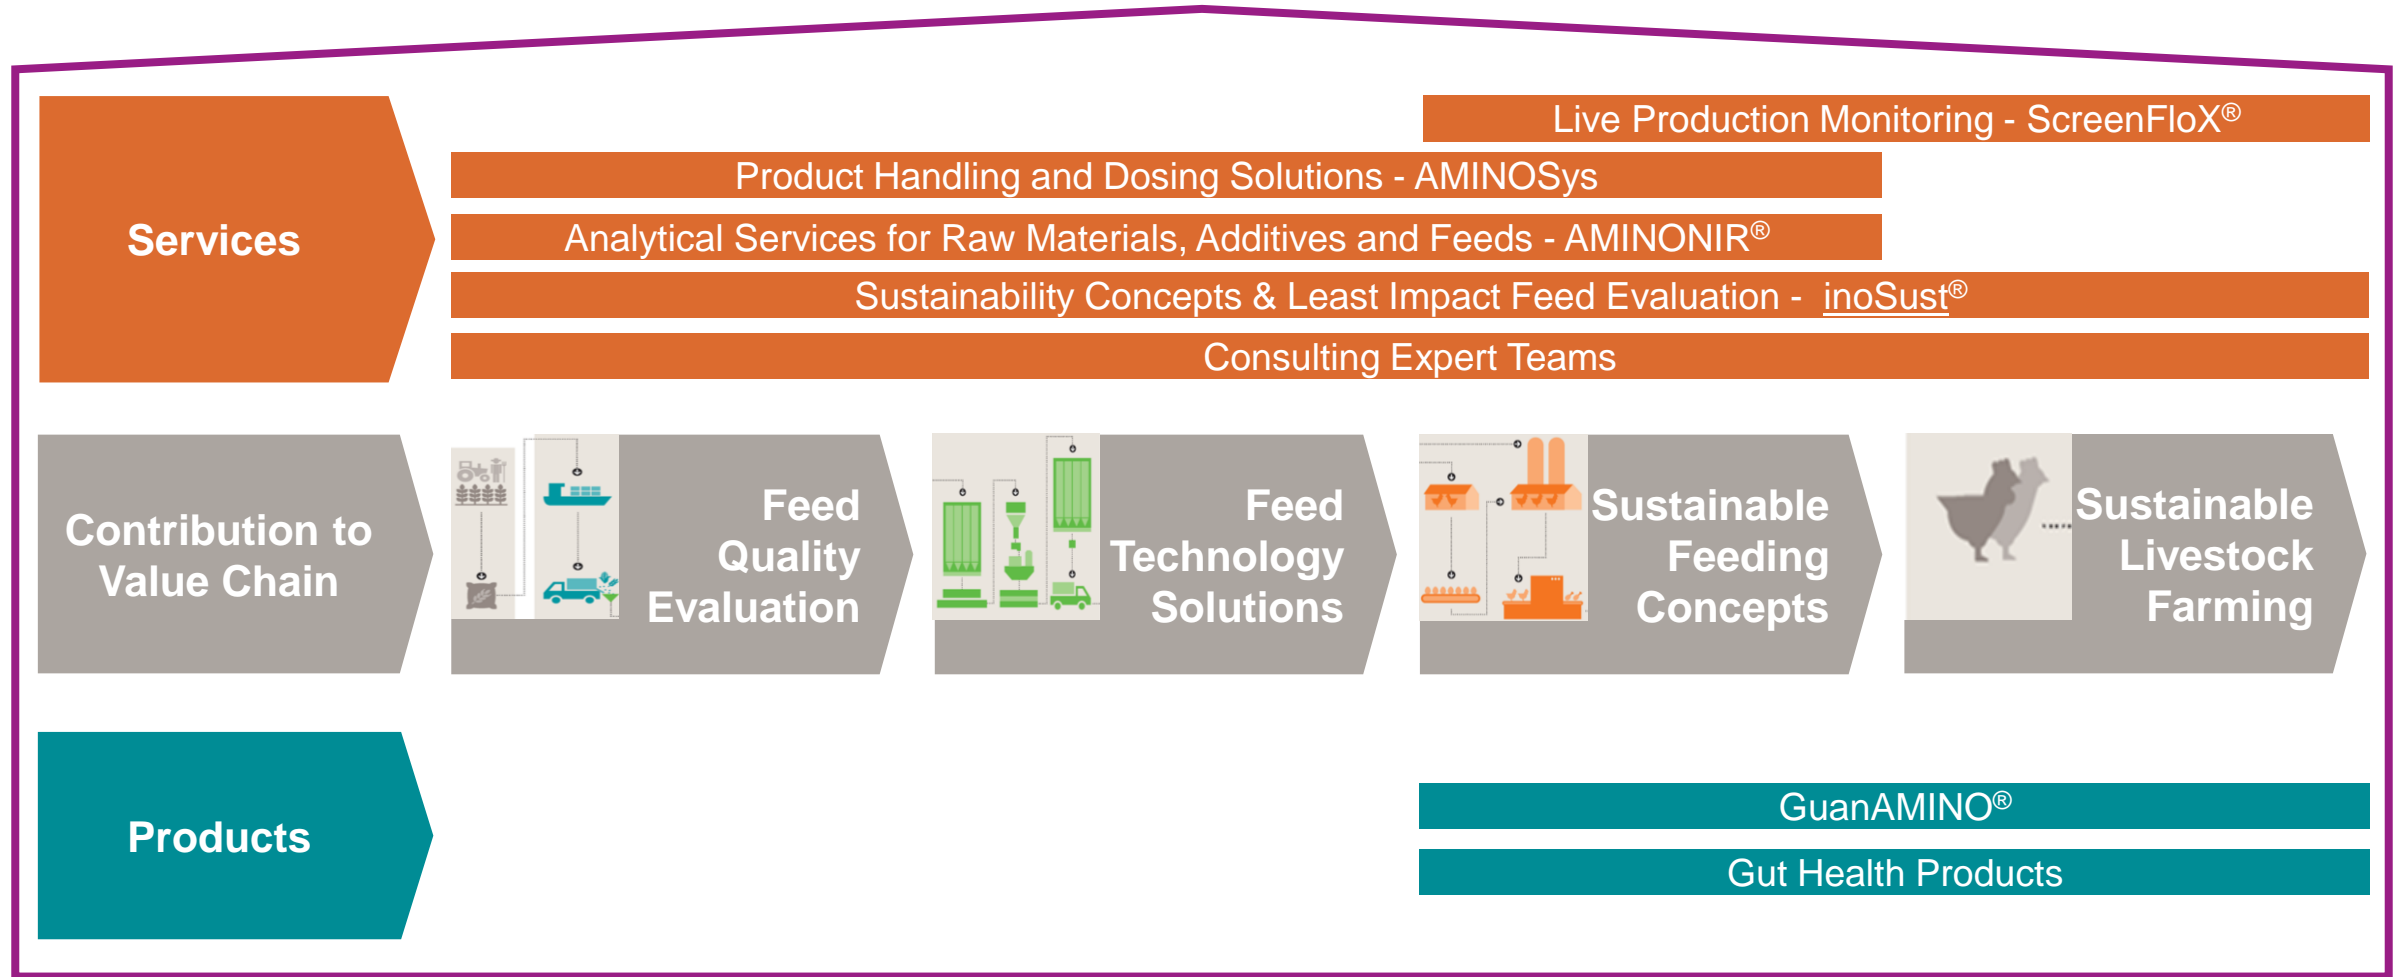 Services
Live Production Monitoring - ScreenFloX®
Product Handling and Dosing Solutions - AMINOSys
Analytical Services for Raw Materials, Additives and Feeds - AMINONIR®
Sustainability Concepts & Least Impact Feed Evaluation - inoSust®
Consulting Expert Teams
Contribution to
Value Chain
Feed
Quality
Evaluation
Feed
Technology
Solutions
Sustainable
Feeding
Concepts
Sustainable
Livestock
Farming
Products
GuanAMINO®
Gut Health Products